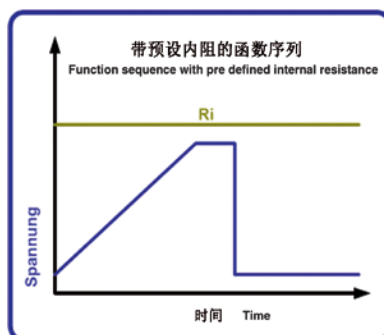 带预设内阻的函数序列
Function sequence with pre defined internal resistance
Ri
Spannung
时间 Time